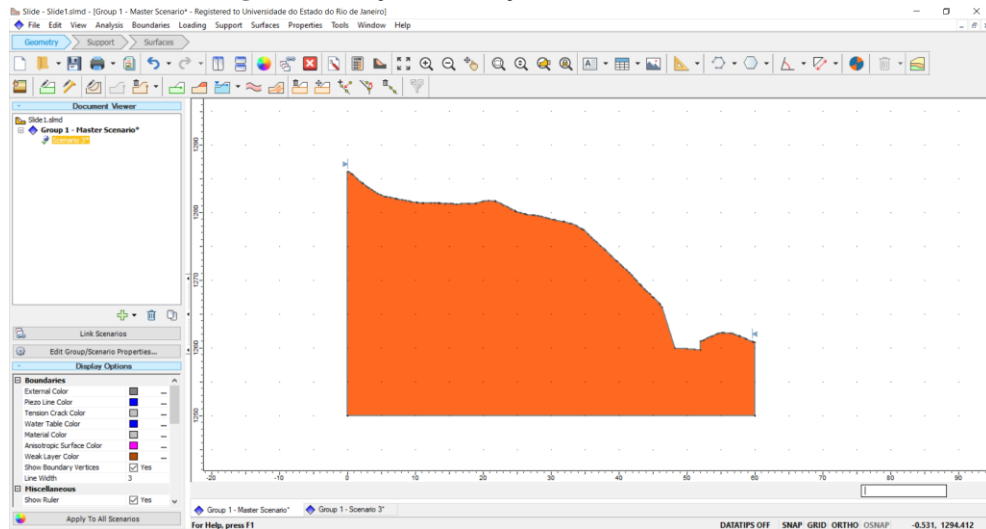 Slide - Slide1.slmd - [Group 1 - Master Scenario* - Registered to Universidade do Estado do Rio de Janeiro]
File Edit View Analysis Boundaries Loading Support Surfaces Properties Tools Window Help
Geometry Support Surfaces
Document Viewer
Slide1.slmd
Group 1 - Master Scenario*
Scenario 3*
Link Scenarios
Edit Group/Scenario Properties...
Display Options
Boundaries
External Color ...
Piezo Line Color ...
Tension Crack Color ...
Water Table Color ...
Material Color ...
Anisotropic Surface Color ...
Weak Layer Color ...
Show Boundary Vertices Yes
Line Width 3
Miscellaneous
Show Ruler Yes
Apply To All Scenarios
1290
1280
1270
1260
1250
-20 -10 0 10 20 30 40 50 60 70 80 90
Group 1 - Master Scenario* Group 1 - Scenario 3*
For Help, press F1 DATATIPS OFF SNAP GRID ORTHO OSNAP -0.531, 1294.412